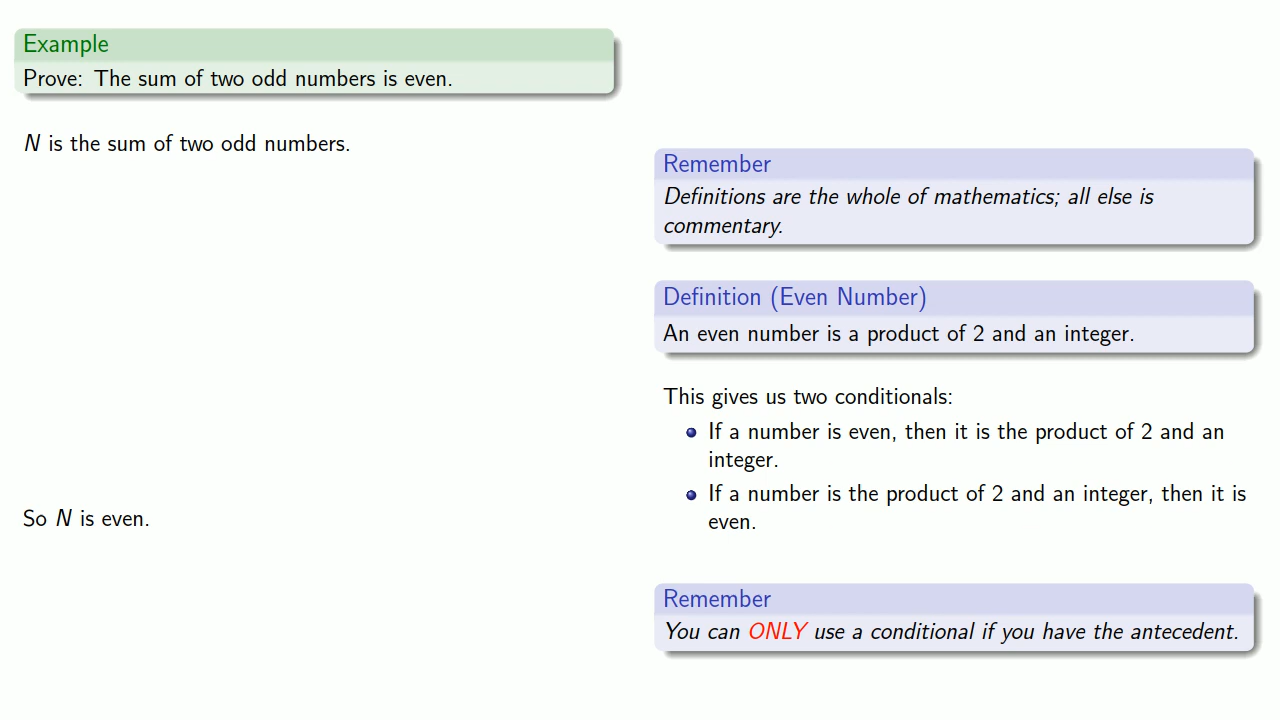 Example
Prove: The sum of two odd numbers is even.
N is the sum of two odd numbers.
So N is even.
Remember
Definitions are the whole of mathematics; all else is
commentary.
Definition (Even Number)
An even number is a product of 2 and an integer.
This gives us two conditionals:
If a number is even, then it is the product of 2 and an
integer.
If a number is the product of 2 and an integer, then it is
even.
Remember
You can ONLY use a conditional if you have the antecedent.